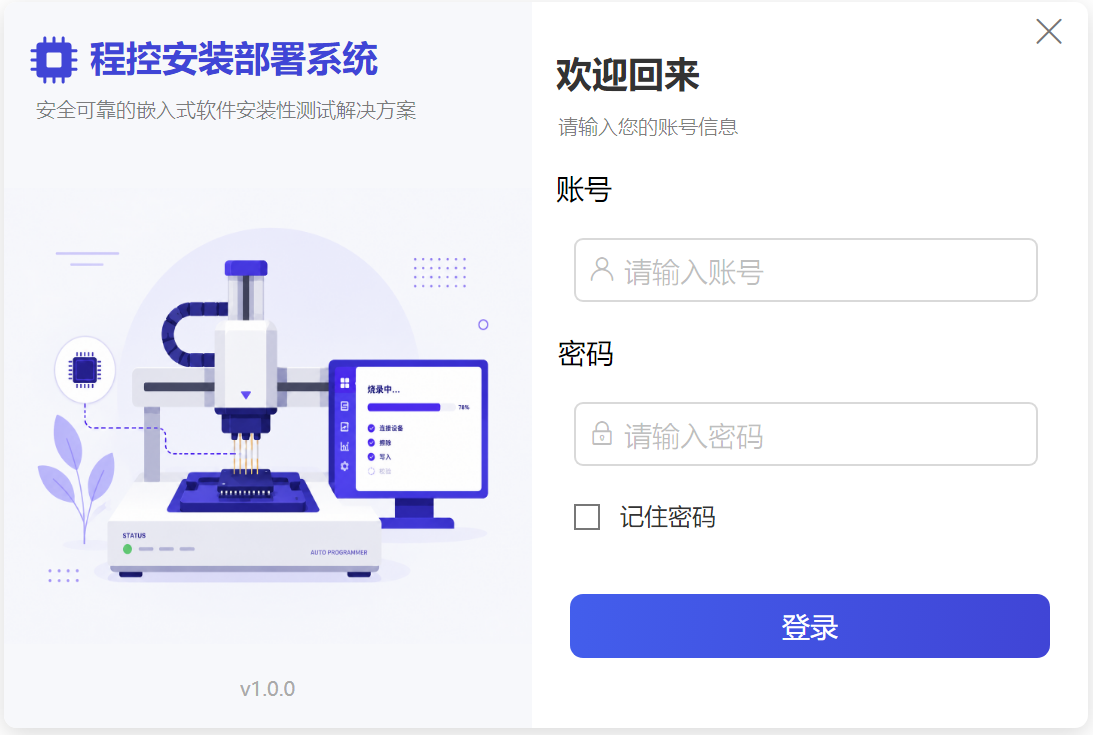 程控安装部署系统
安全可靠的嵌入式软件安装性测试解决方案
烧录中...
78%
连接设备
擦除
写入
校验
STATUS
AUTO PROGRAMMER
v1.0.0
欢迎回来
请输入您的账号信息
账号
请输入账号
密码
请输入密码
记住密码
登录